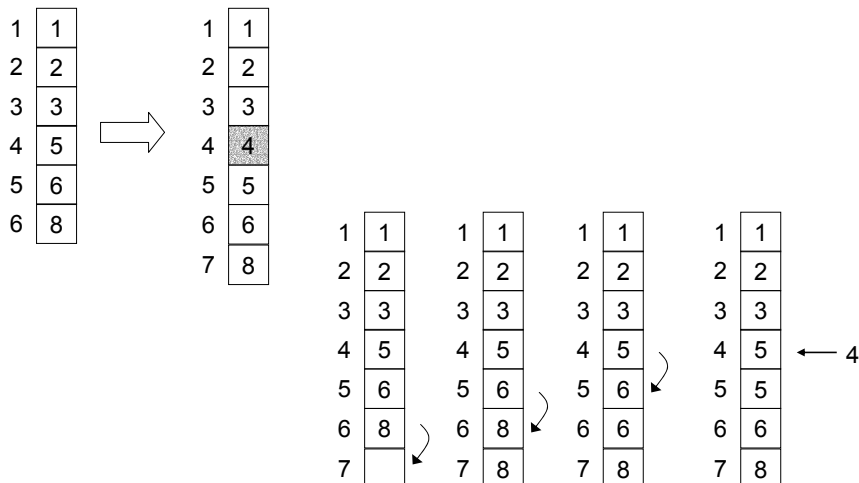 1 1 1 1
2 2 2 2
3 3 3 3
4 5 4 4
5 6 5 5
6 8 6 6
7 8
1 1 1 1 1 1 1 1
2 2 2 2 2 2 2 2
3 3 3 3 3 3 3 3
4 5 4 5 4 5 4 5 4
5 6 5 6 5 6 5 5
6 8 6 8 6 6 6 6
7 7 8 7 8 7 8